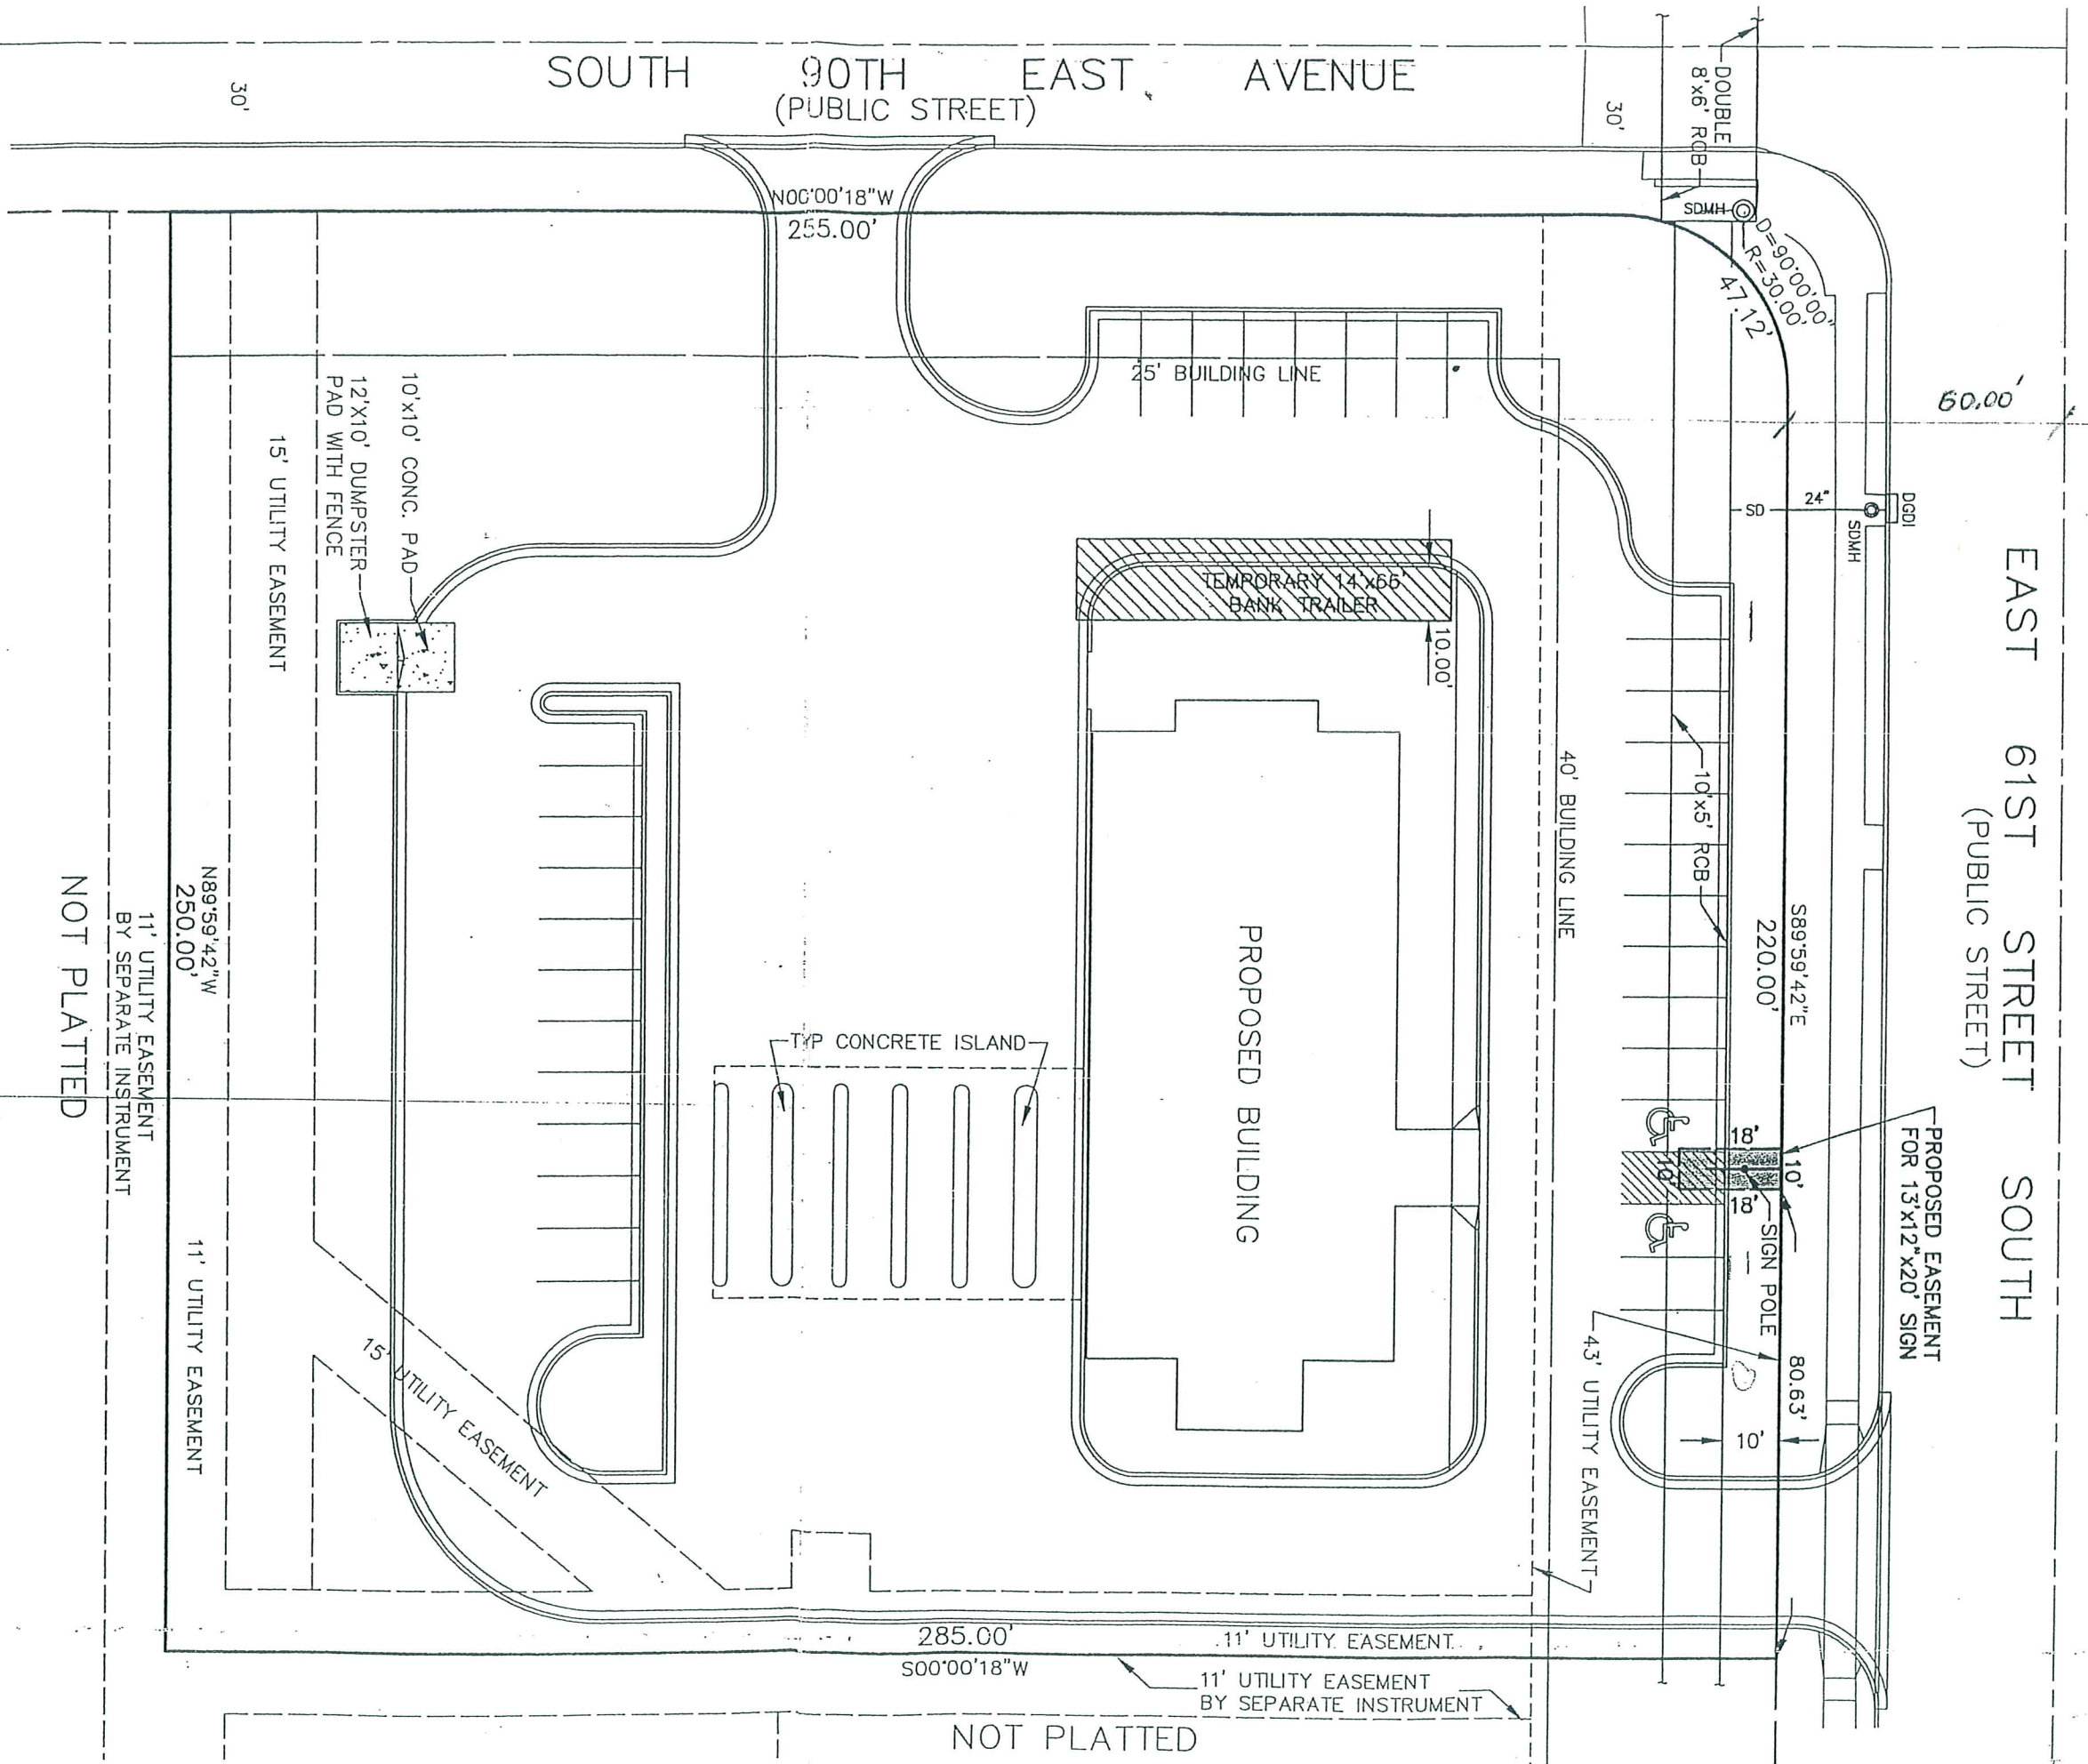 SOUTH 90TH EAST AVENUE
(PUBLIC STREET)
30'
30'
DOUBLE
8'x6' RCB
N00°00'18"W
255.00'
SDMH
D=90°00'00"
R=30.00'
47.12'
25' BUILDING LINE
60.00'
10'x10' CONC. PAD
12'X10' DUMPSTER
PAD WITH FENCE
15' UTILITY EASEMENT
TEMPORARY 14'x66'
BANK TRAILER
10.00'
SD
24"
DGDI
SDMH
EAST 61ST STREET SOUTH
(PUBLIC STREET)
40' BUILDING LINE
10'x5' RCB
S89°59'42"E
220.00'
PROPOSED BUILDING
TYP CONCRETE ISLAND
N89°59'42"W
250.00'
11' UTILITY EASEMENT
BY SEPARATE INSTRUMENT
NOT PLATTED
11' UTILITY EASEMENT
15' UTILITY EASEMENT
18'
10'
10'
18'
SIGN POLE
PROPOSED EASEMENT
FOR 13'x12"x20' SIGN
80.63'
10'
43' UTILITY EASEMENT
285.00'
S00°00'18"W
11' UTILITY EASEMENT
11' UTILITY EASEMENT
BY SEPARATE INSTRUMENT
NOT PLATTED